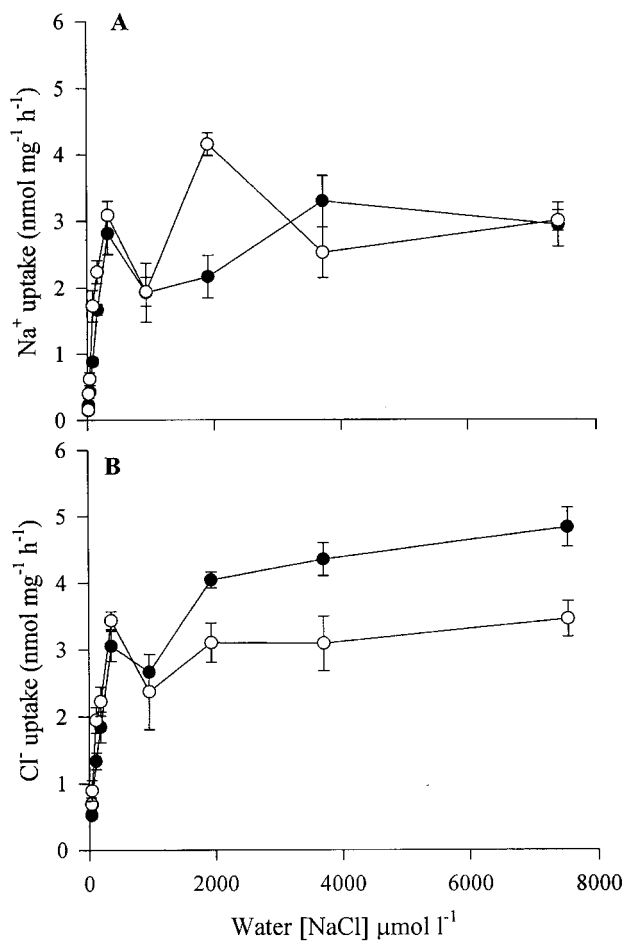 A
6
5
4
3
2
1
0
Na⁺ uptake (nmol mg⁻¹ h⁻¹)
B
6
5
4
3
2
1
0
Cl⁻ uptake (nmol mg⁻¹ h⁻¹)
0 2000 4000 6000 8000
Water [NaCl] μmol l⁻¹